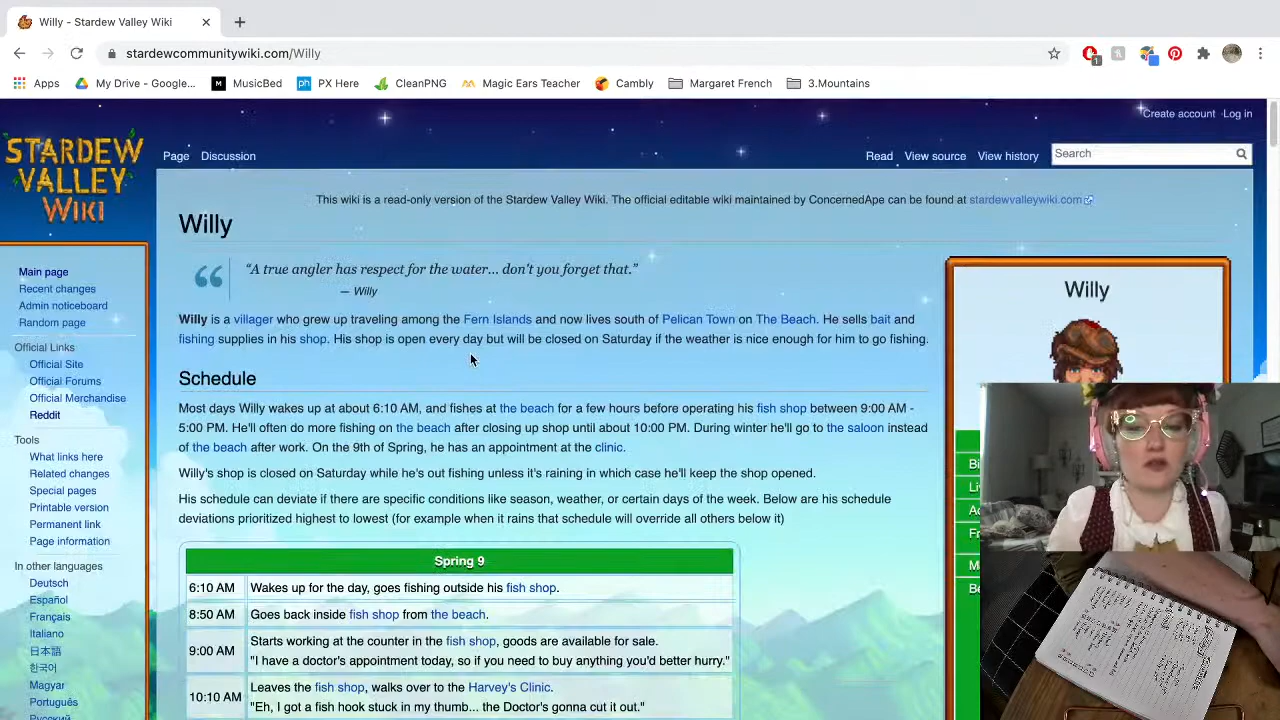 Willy - Stardew Valley Wiki
stardewcommunitywiki.com/Willy
1
Apps
My Drive - Google...
M
MusicBed
ph
PX Here
CleanPNG
Magic Ears Teacher
Cambly
Margaret French
3.Mountains
Create account Log in
STARDEW
VALLEY
WIKI
Page Discussion
Read View source View history Search
This wiki is a read-only version of the Stardew Valley Wiki. The official editable wiki maintained by ConcernedApe can be found at stardewvalleywiki.com
Willy
“A true angler has respect for the water... don't you forget that.”
— Willy
Willy is a villager who grew up traveling among the Fern Islands and now lives south of Pelican Town on The Beach. He sells bait and
fishing supplies in his shop. His shop is open every day but will be closed on Saturday if the weather is nice enough for him to go fishing.
Schedule
Most days Willy wakes up at about 6:10 AM, and fishes at the beach for a few hours before operating his fish shop between 9:00 AM -
5:00 PM. He'll often do more fishing on the beach after closing up shop until about 10:00 PM. During winter he'll go to the saloon instead
of the beach after work. On the 9th of Spring, he has an appointment at the clinic.
Willy's shop is closed on Saturday while he's out fishing unless it's raining in which case he'll keep the shop opened.
His schedule can deviate if there are specific conditions like season, weather, or certain days of the week. Below are his schedule
deviations prioritized highest to lowest (for example when it rains that schedule will override all others below it)
Spring 9
6:10 AM Wakes up for the day, goes fishing outside his fish shop.
8:50 AM Goes back inside fish shop from the beach.
9:00 AM Starts working at the counter in the fish shop, goods are available for sale.
"I have a doctor's appointment today, so if you need to buy anything you'd better hurry."
10:10 AM Leaves the fish shop, walks over to the Harvey's Clinic.
"Eh, I got a fish hook stuck in my thumb... the Doctor's gonna cut it out."
Main page
Recent changes
Admin noticeboard
Random page
Official Links
Official Site
Official Forums
Official Merchandise
Reddit
Tools
What links here
Related changes
Special pages
Printable version
Permanent link
Page information
In other languages
Deutsch
Español
Français
Italiano
日本語
한국어
Magyar
Português
Русский
Willy
Bi
Li
Fr
M
Be